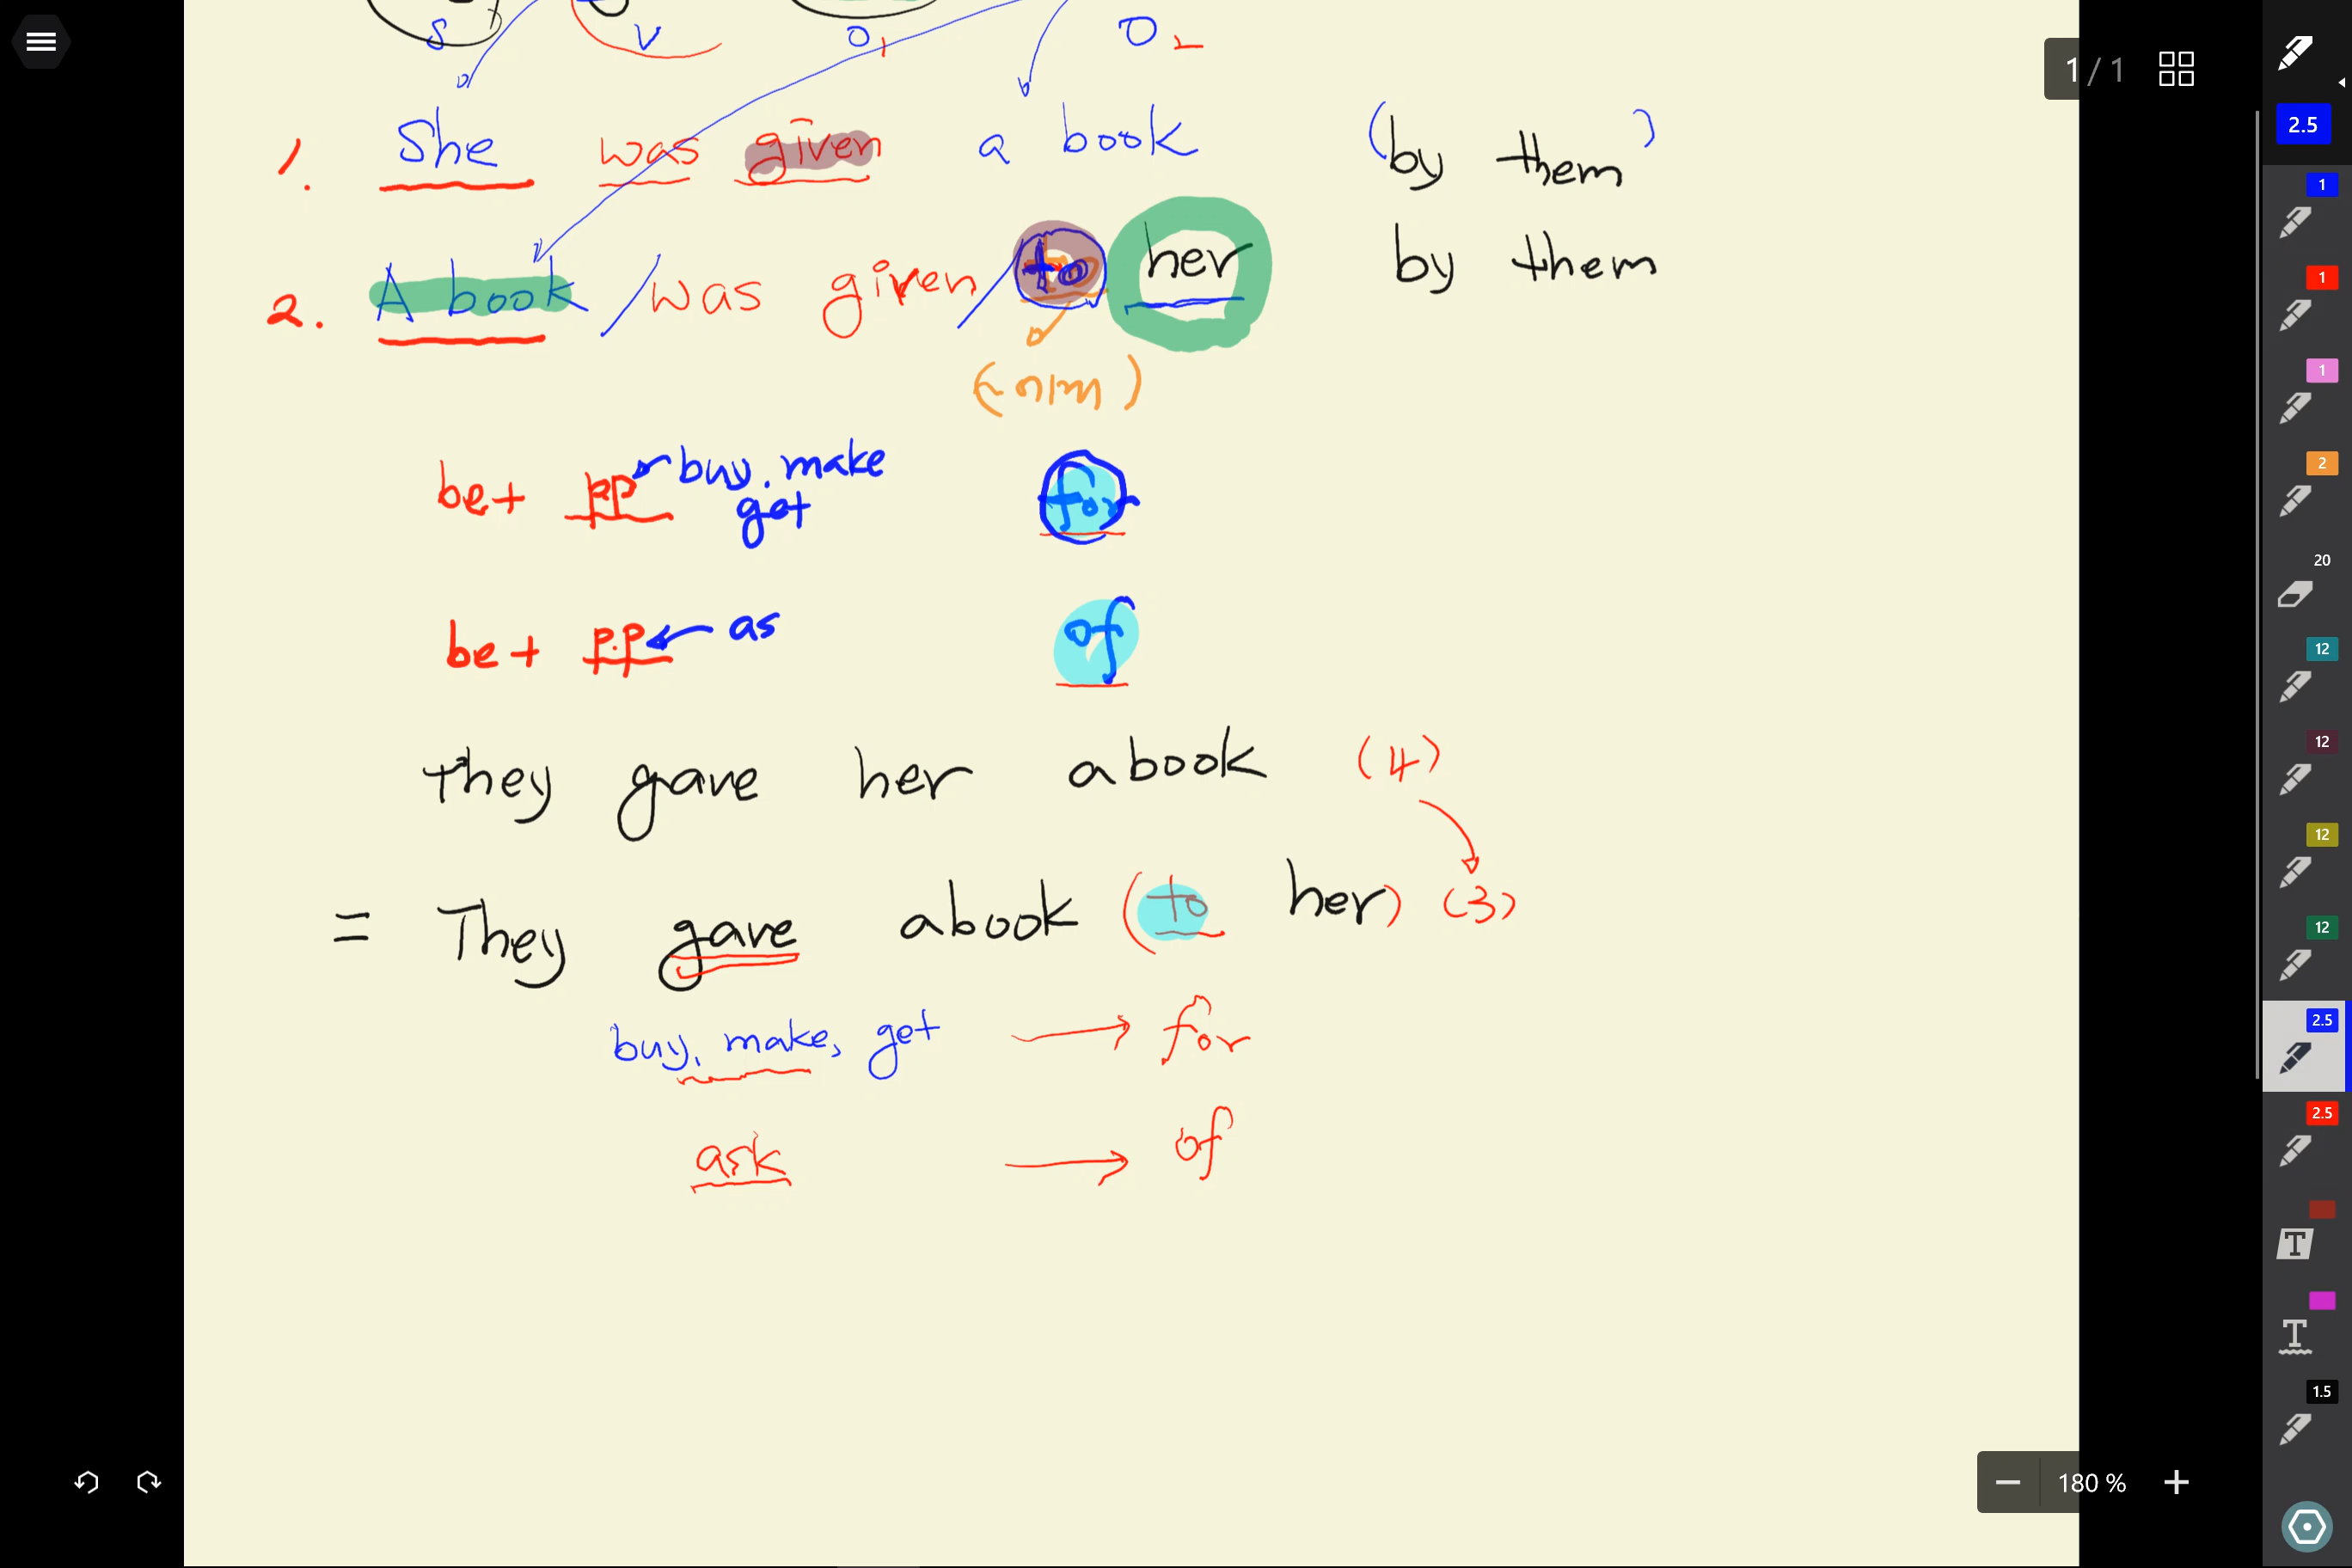 S V O₁ O₂
1. She was given a book (by them)
2. A book / was given / to her by them
be + pp buy. make for
get
be + p.p as of
they gave her a book (4)
= They gave a book (to her) (3)
buy, make, get → for
ask → of
1 / 1
180 %
2.5
1
1
1
2
20
12
12
12
12
2.5
2.5
1.5